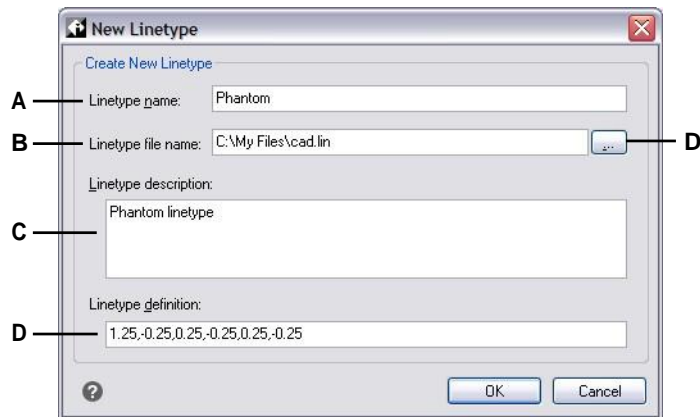 New Linetype
Create New Linetype
A
Linetype name:
Phantom
B
Linetype file name:
C:\My Files\cad.lin
...
D
Linetype description:
C
Phantom linetype
Linetype definition:
D
1.25,-0.25,0.25,-0.25,0.25,-0.25
?
OK
Cancel